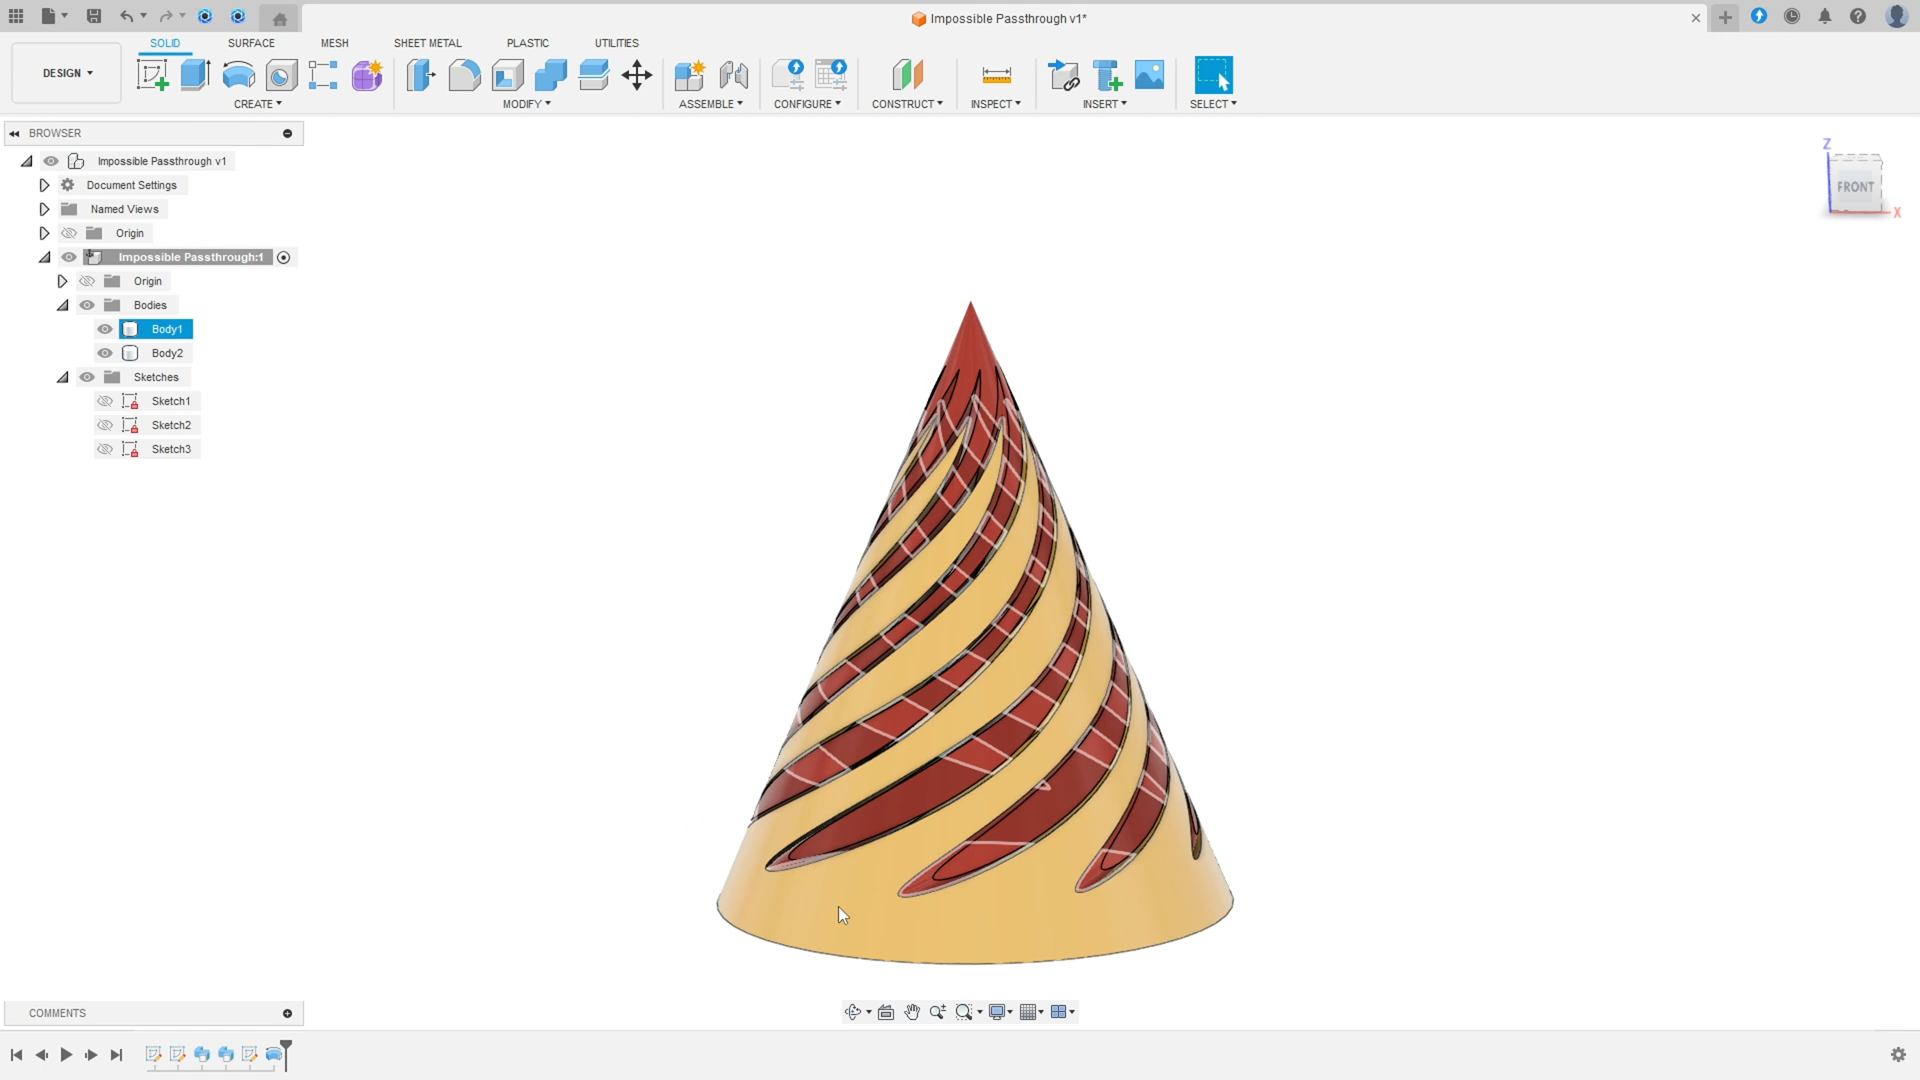 Impossible Passthrough v1*
DESIGN
SOLID
SURFACE
MESH
SHEET METAL
PLASTIC
UTILITIES
CREATE
MODIFY
ASSEMBLE
CONFIGURE
CONSTRUCT
INSPECT
INSERT
SELECT
BROWSER
Impossible Passthrough v1
Document Settings
Named Views
Origin
Impossible Passthrough:1
Origin
Bodies
Body1
Body2
Sketches
Sketch1
Sketch2
Sketch3
Z
FRONT
X
COMMENTS